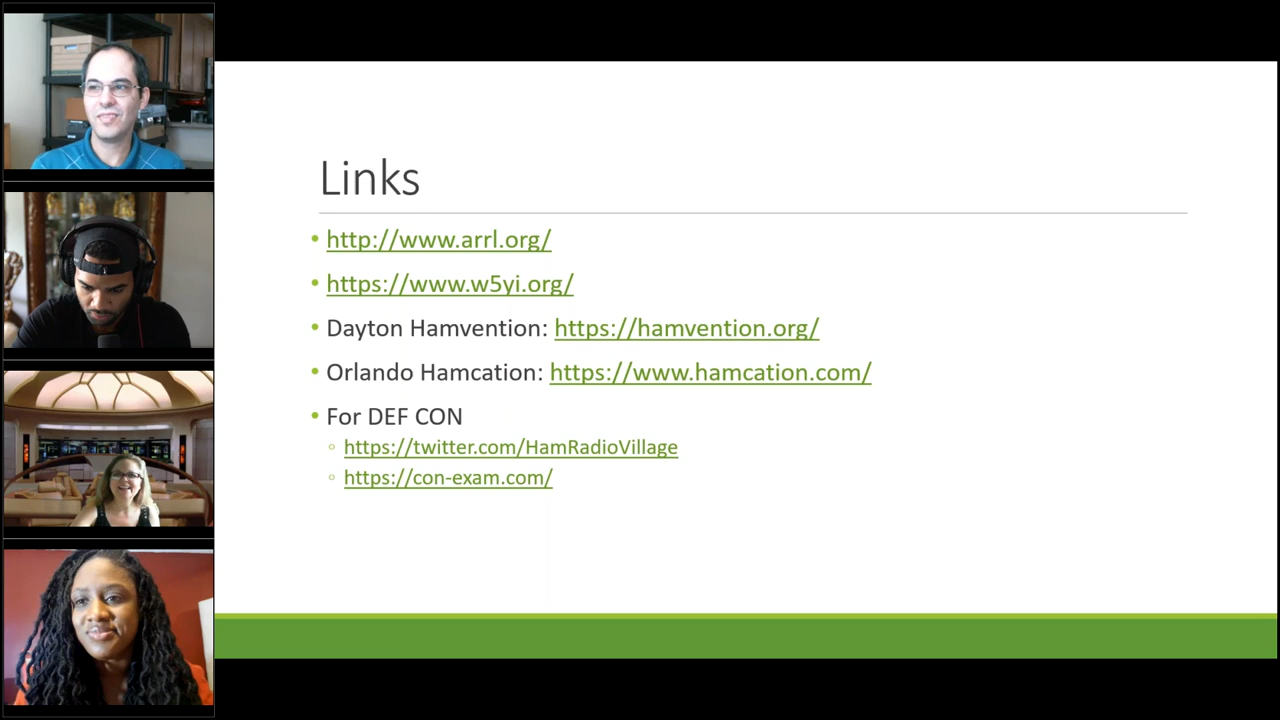 Links
• http://www.arrl.org/
• https://www.w5yi.org/
• Dayton Hamvention: https://hamvention.org/
• Orlando Hamcation: https://www.hamcation.com/
• For DEF CON
◦ https://twitter.com/HamRadioVillage
◦ https://con-exam.com/